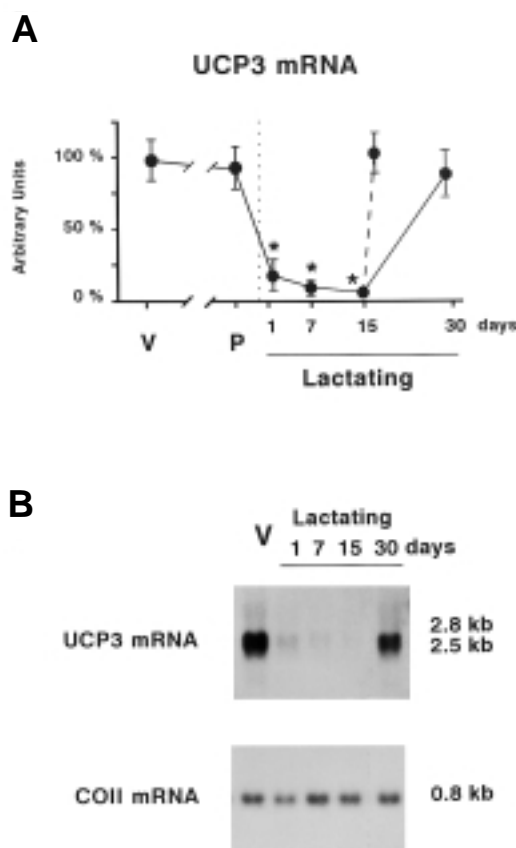 A
UCP3 mRNA
Arbitrary Units
100 %
50 %
0 %
* * *
V P 1 7 15 30 days
Lactating
B
Lactating
V 1 7 15 30 days
UCP3 mRNA
2.8 kb
2.5 kb
COII mRNA 0.8 kb